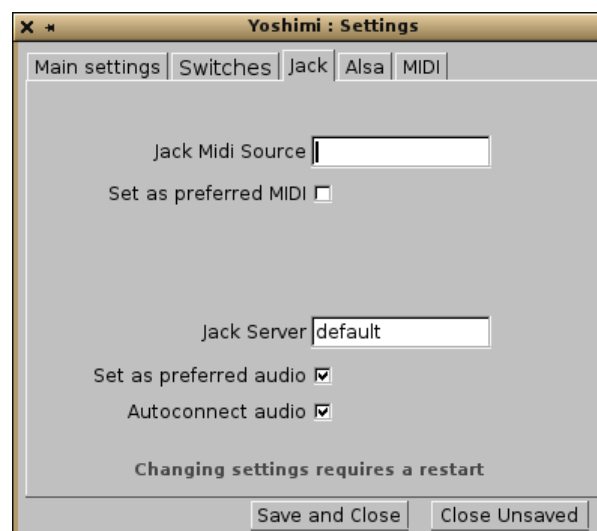 Yoshimi : Settings
Main settings Switches Jack Alsa MIDI
Jack Midi Source
Set as preferred MIDI
Jack Server default
Set as preferred audio
Autoconnect audio
Changing settings requires a restart
Save and Close Close Unsaved